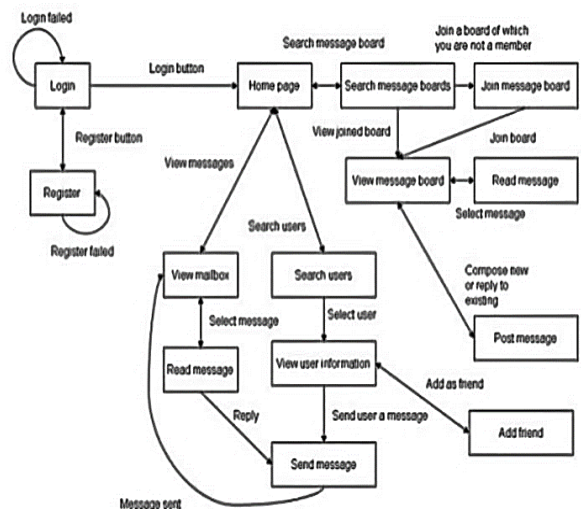 Login failed
Join a board of which
you are not a member
Search message board
Login button
Login
Home page
Search message boards
Join message board
Register button
View joined board
Join board
View messages
Register
View message board
Read message
Select message
Search users
Register failed
View mailbox
Search users
Compose new
or reply to
existing
Select message
Select user
Post message
Read message
View user information
Add as friend
Reply
Send user a message
Add friend
Send message
Message sent